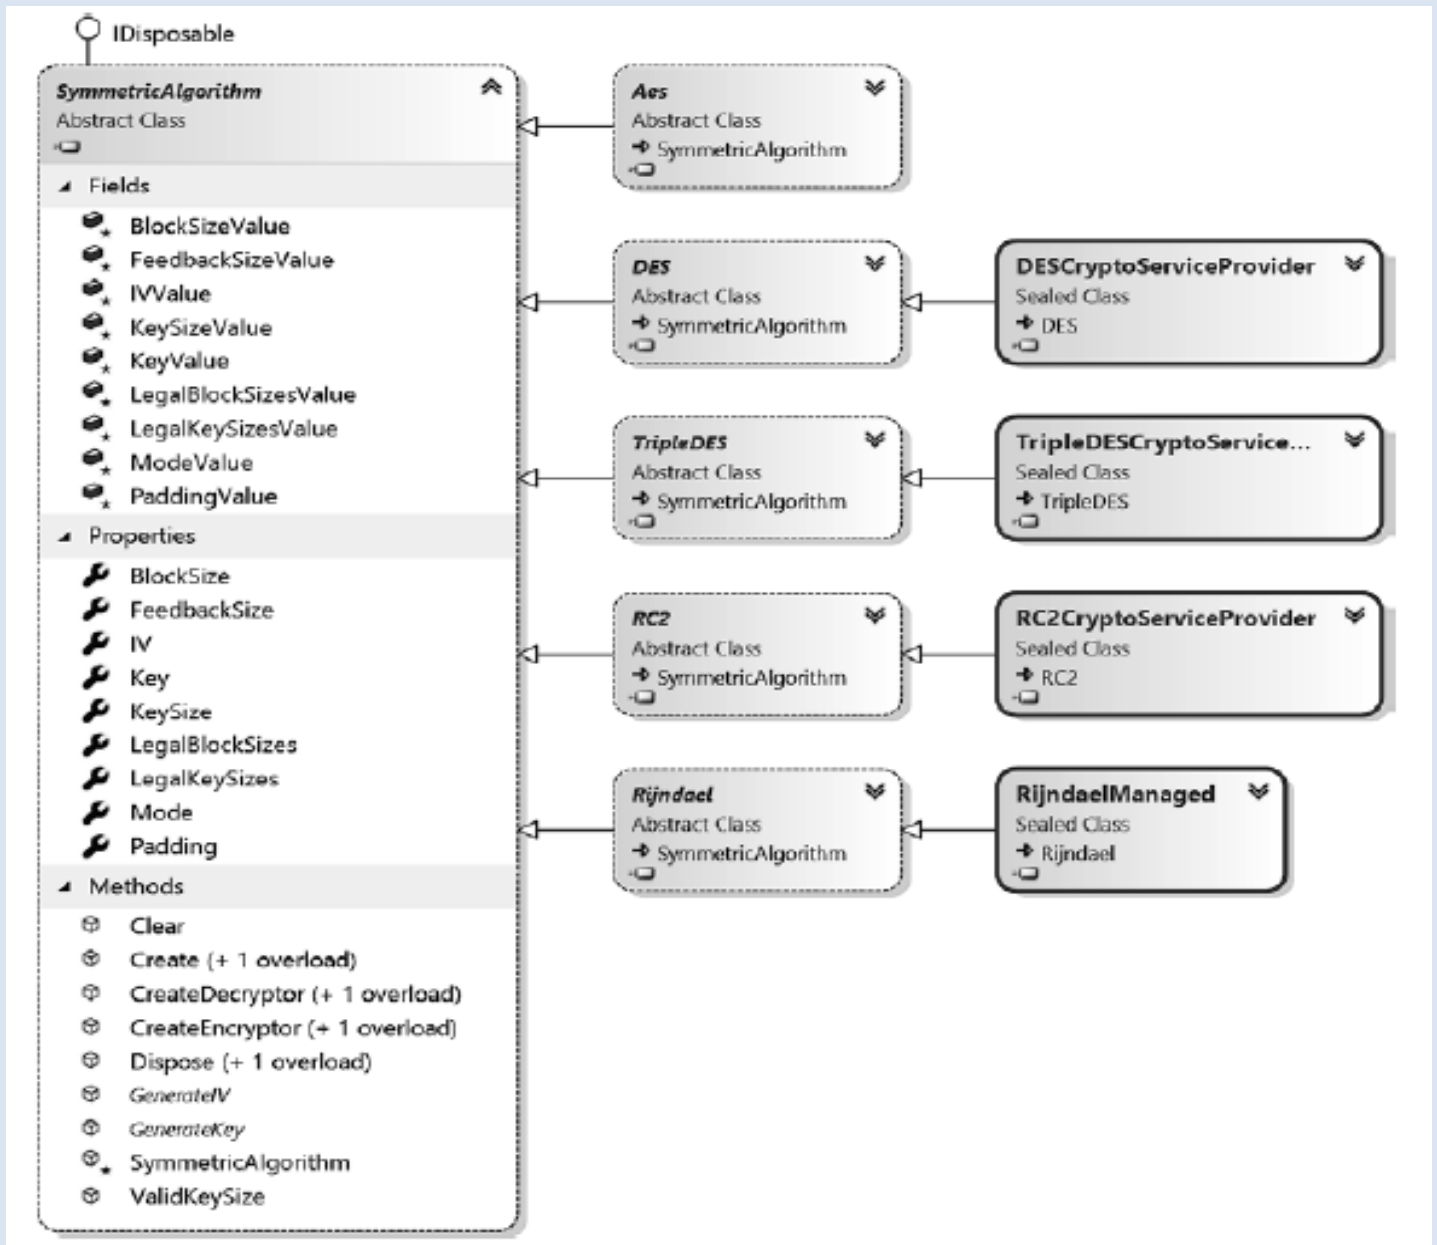 IDisposable
SymmetricAlgorithm
Abstract Class
Fields
BlockSizeValue
FeedbackSizeValue
IVValue
KeySizeValue
KeyValue
LegalBlockSizesValue
LegalKeySizesValue
ModeValue
PaddingValue
Properties
BlockSize
FeedbackSize
IV
Key
KeySize
LegalBlockSizes
LegalKeySizes
Mode
Padding
Methods
Clear
Create (+ 1 overload)
CreateDecryptor (+ 1 overload)
CreateEncryptor (+ 1 overload)
Dispose (+ 1 overload)
GenerateIV
GenerateKey
SymmetricAlgorithm
ValidKeySize
Aes
Abstract Class
SymmetricAlgorithm
DES
Abstract Class
SymmetricAlgorithm
DESCryptoServiceProvider
Sealed Class
DES
TripleDES
Abstract Class
SymmetricAlgorithm
TripleDESCryptoService...
Sealed Class
TripleDES
RC2
Abstract Class
SymmetricAlgorithm
RC2CryptoServiceProvider
Sealed Class
RC2
Rijndael
Abstract Class
SymmetricAlgorithm
RijndaelManaged
Sealed Class
Rijndael